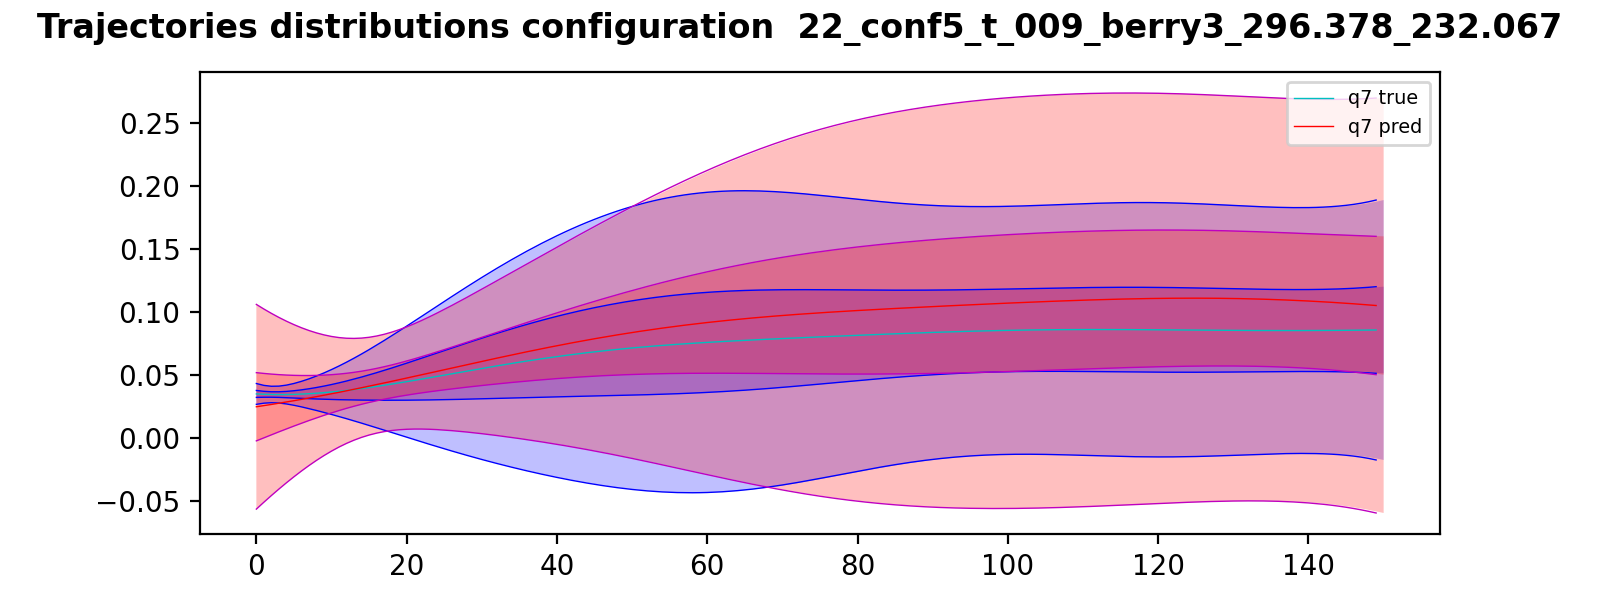 Trajectories distributions configuration  22_conf5_t_009_berry3_296.378_232.067
q7 true
q7 pred
0.25
0.20
0.15
0.10
0.05
0.00
−0.05
0 20 40 60 80 100 120 140